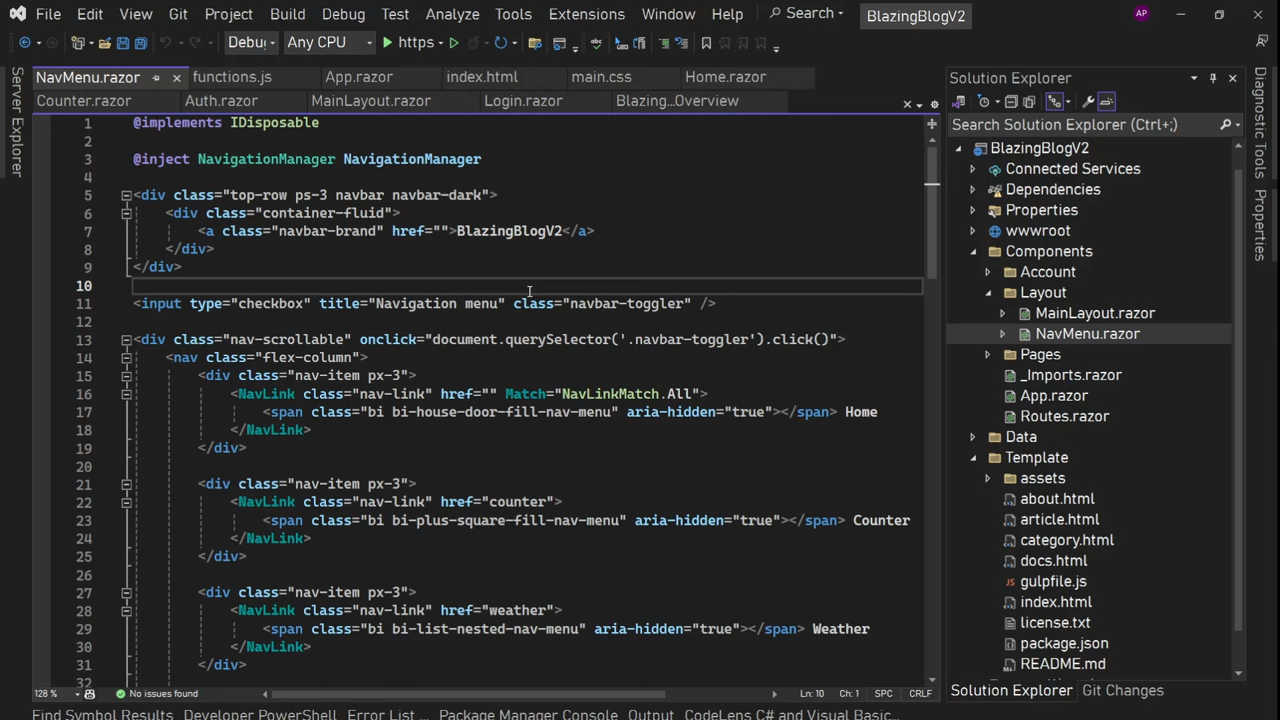 File Edit View Git Project Build Debug Test Analyze Tools Extensions Window Help Search BlazingBlogV2 AP
Debug Any CPU https
NavMenu.razor functions.js App.razor index.html main.css Home.razor
Counter.razor Auth.razor MainLayout.razor Login.razor Blazing...Overview
Server Explorer
1 @implements IDisposable
2
3 @inject NavigationManager NavigationManager
4
5 <div class="top-row ps-3 navbar navbar-dark">
6 <div class="container-fluid">
7 <a class="navbar-brand" href="">BlazingBlogV2</a>
8 </div>
9 </div>
10
11 <input type="checkbox" title="Navigation menu" class="navbar-toggler" />
12
13 <div class="nav-scrollable" onclick="document.querySelector('.navbar-toggler').click()">
14 <nav class="flex-column">
15 <div class="nav-item px-3">
16 <NavLink class="nav-link" href="" Match="NavLinkMatch.All">
17 <span class="bi bi-house-door-fill-nav-menu" aria-hidden="true"></span> Home
18 </NavLink>
19 </div>
20
21 <div class="nav-item px-3">
22 <NavLink class="nav-link" href="counter">
23 <span class="bi bi-plus-square-fill-nav-menu" aria-hidden="true"></span> Counter
24 </NavLink>
25 </div>
26
27 <div class="nav-item px-3">
28 <NavLink class="nav-link" href="weather">
29 <span class="bi bi-list-nested-nav-menu" aria-hidden="true"></span> Weather
30 </NavLink>
31 </div>
32
128 % No issues found Ln: 10 Ch: 1 SPC CRLF
Solution Explorer
Search Solution Explorer (Ctrl+;)
BlazingBlogV2
Connected Services
Dependencies
Properties
wwwroot
Components
Account
Layout
MainLayout.razor
NavMenu.razor
Pages
_Imports.razor
App.razor
Routes.razor
Data
Template
assets
about.html
article.html
category.html
docs.html
gulpfile.js
index.html
license.txt
package.json
README.md
Solution Explorer Git Changes
Diagnostic Tools
Properties
Find Symbol Results Developer PowerShell Error List ... Package Manager Console Output CodeLens C# and Visual Basic...